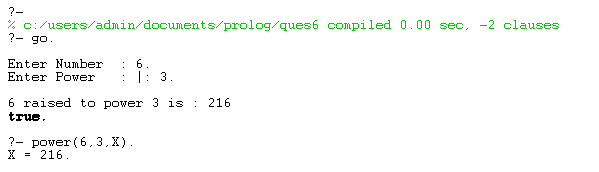 ?-
% c:/users/admin/documents/prolog/ques6 compiled 0.00 sec, -2 clauses
?- go.
Enter Number : 6.
Enter Power : |: 3.
6 raised to power 3 is : 216
true.
?- power(6,3,X).
X = 216.